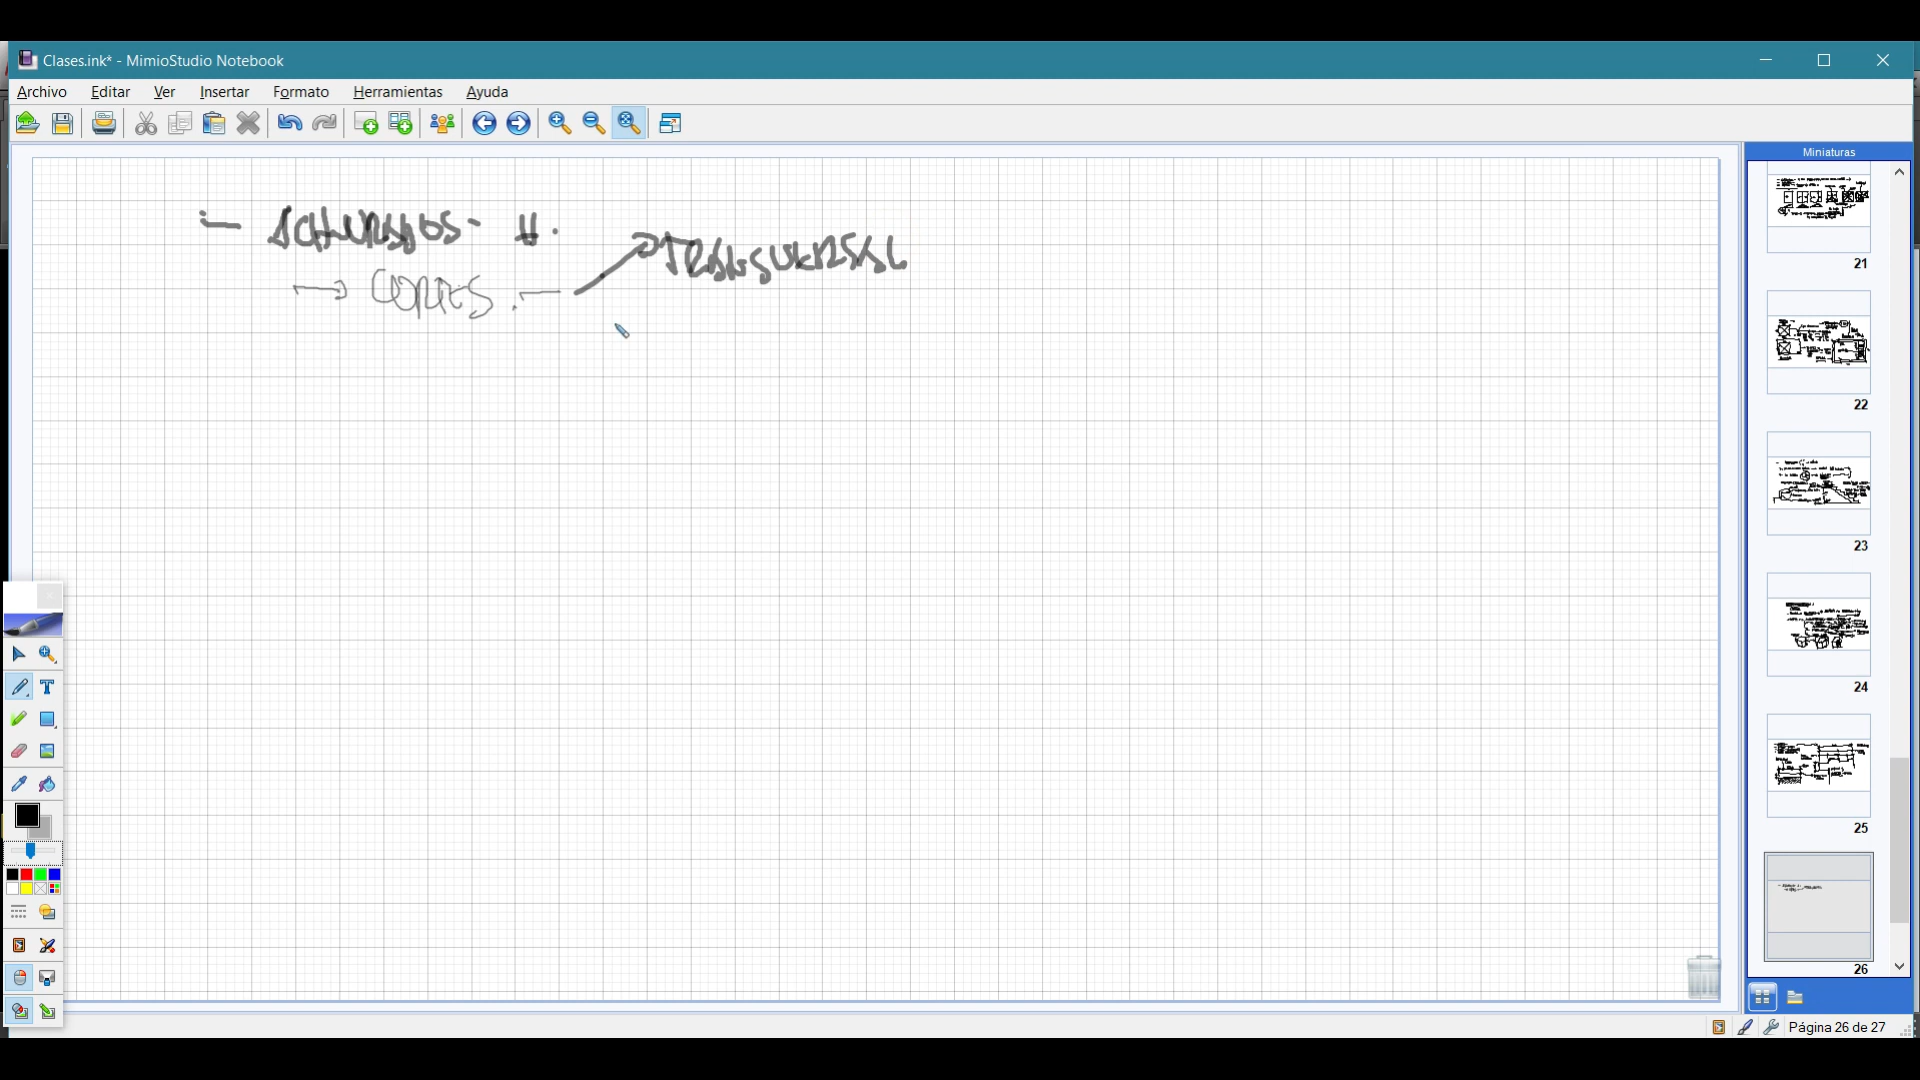 Clases.ink* - MimioStudio Notebook
Archivo Editar Ver Insertar Formato Herramientas Ayuda
Miniaturas
→ CORTES.- → TRANSVERSAL
21
22
23
24
25
26
Página 26 de 27